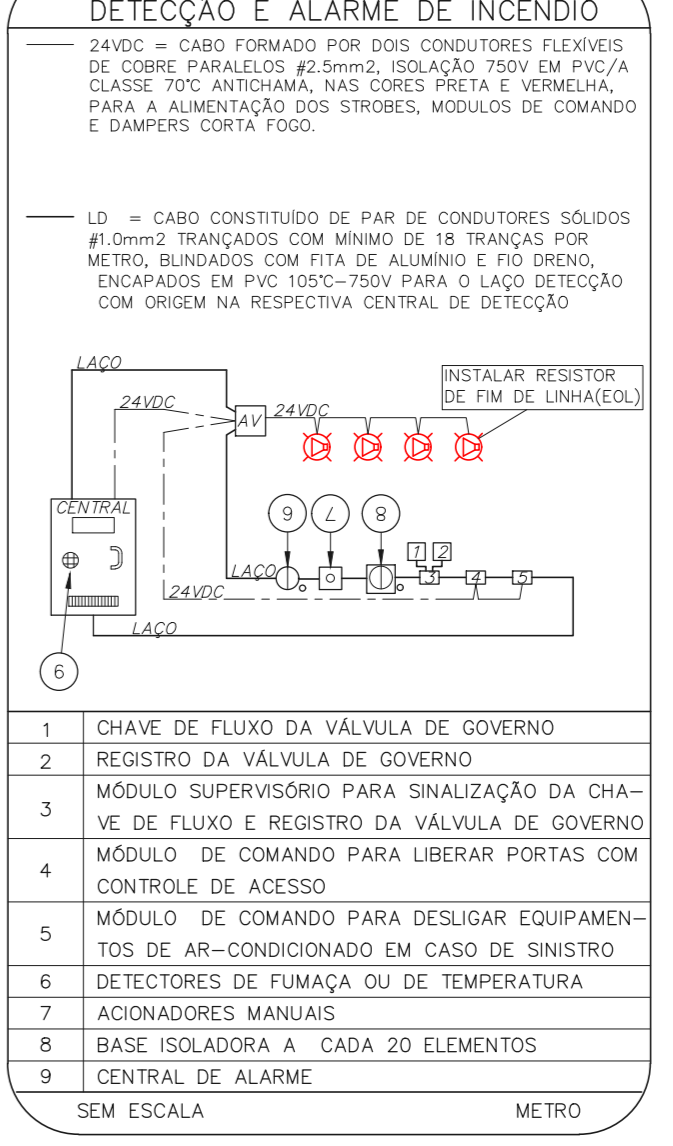 DETECÇÃO E ALARME DE INCÊNDIO
24VDC = CABO FORMADO POR DOIS CONDUTORES FLEXÍVEIS
DE COBRE PARALELOS #2.5mm2, ISOLAÇÃO 750V EM PVC/A
CLASSE 70°C ANTICHAMA, NAS CORES PRETA E VERMELHA,
PARA A ALIMENTAÇÃO DOS STROBES, MODULOS DE COMANDO
E DAMPERS CORTA FOGO.
LD = CABO CONSTITUÍDO DE PAR DE CONDUTORES SÓLIDOS
#1.0mm2 TRANÇADOS COM MÍNIMO DE 18 TRANÇAS POR
METRO, BLINDADOS COM FITA DE ALUMÍNIO E FIO DRENO,
ENCAPADOS EM PVC 105°C-750V PARA O LAÇO DETECÇÃO
COM ORIGEM NA RESPECTIVA CENTRAL DE DETECÇÃO
LAÇO
INSTALAR RESISTOR
DE FIM DE LINHA(EOL)
24VDC
AV
24VDC
CENTRAL
6 7 8
1 2
LAÇO
3 4 5
24VDC
LAÇO
9
1 CHAVE DE FLUXO DA VÁLVULA DE GOVERNO
2 REGISTRO DA VÁLVULA DE GOVERNO
3 MÓDULO SUPERVISÓRIO PARA SINALIZAÇÃO DA CHA-
VE DE FLUXO E REGISTRO DA VÁLVULA DE GOVERNO
4 MÓDULO DE COMANDO PARA LIBERAR PORTAS COM
CONTROLE DE ACESSO
5 MÓDULO DE COMANDO PARA DESLIGAR EQUIPAMEN-
TOS DE AR-CONDICIONADO EM CASO DE SINISTRO
6 DETECTORES DE FUMAÇA OU DE TEMPERATURA
7 ACIONADORES MANUAIS
8 BASE ISOLADORA A CADA 20 ELEMENTOS
9 CENTRAL DE ALARME
SEM ESCALA METRO